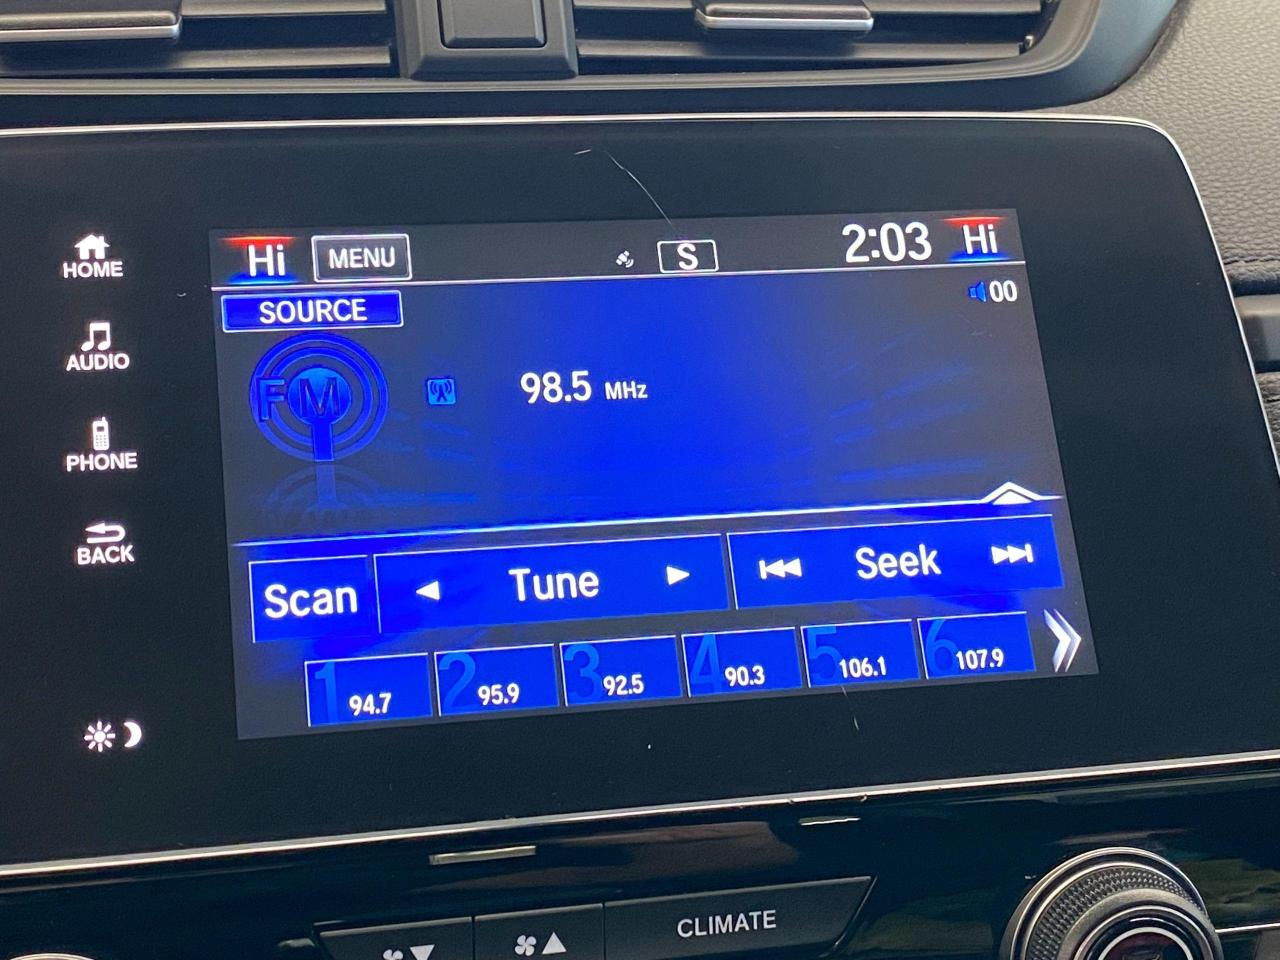 Hi MENU S 2:03 Hi
HOME
SOURCE 00
AUDIO
FM 98.5 MHz
PHONE
BACK
Scan Tune Seek
1 94.7 2 95.9 3 92.5 4 90.3 5 106.1 6 107.9
CLIMATE